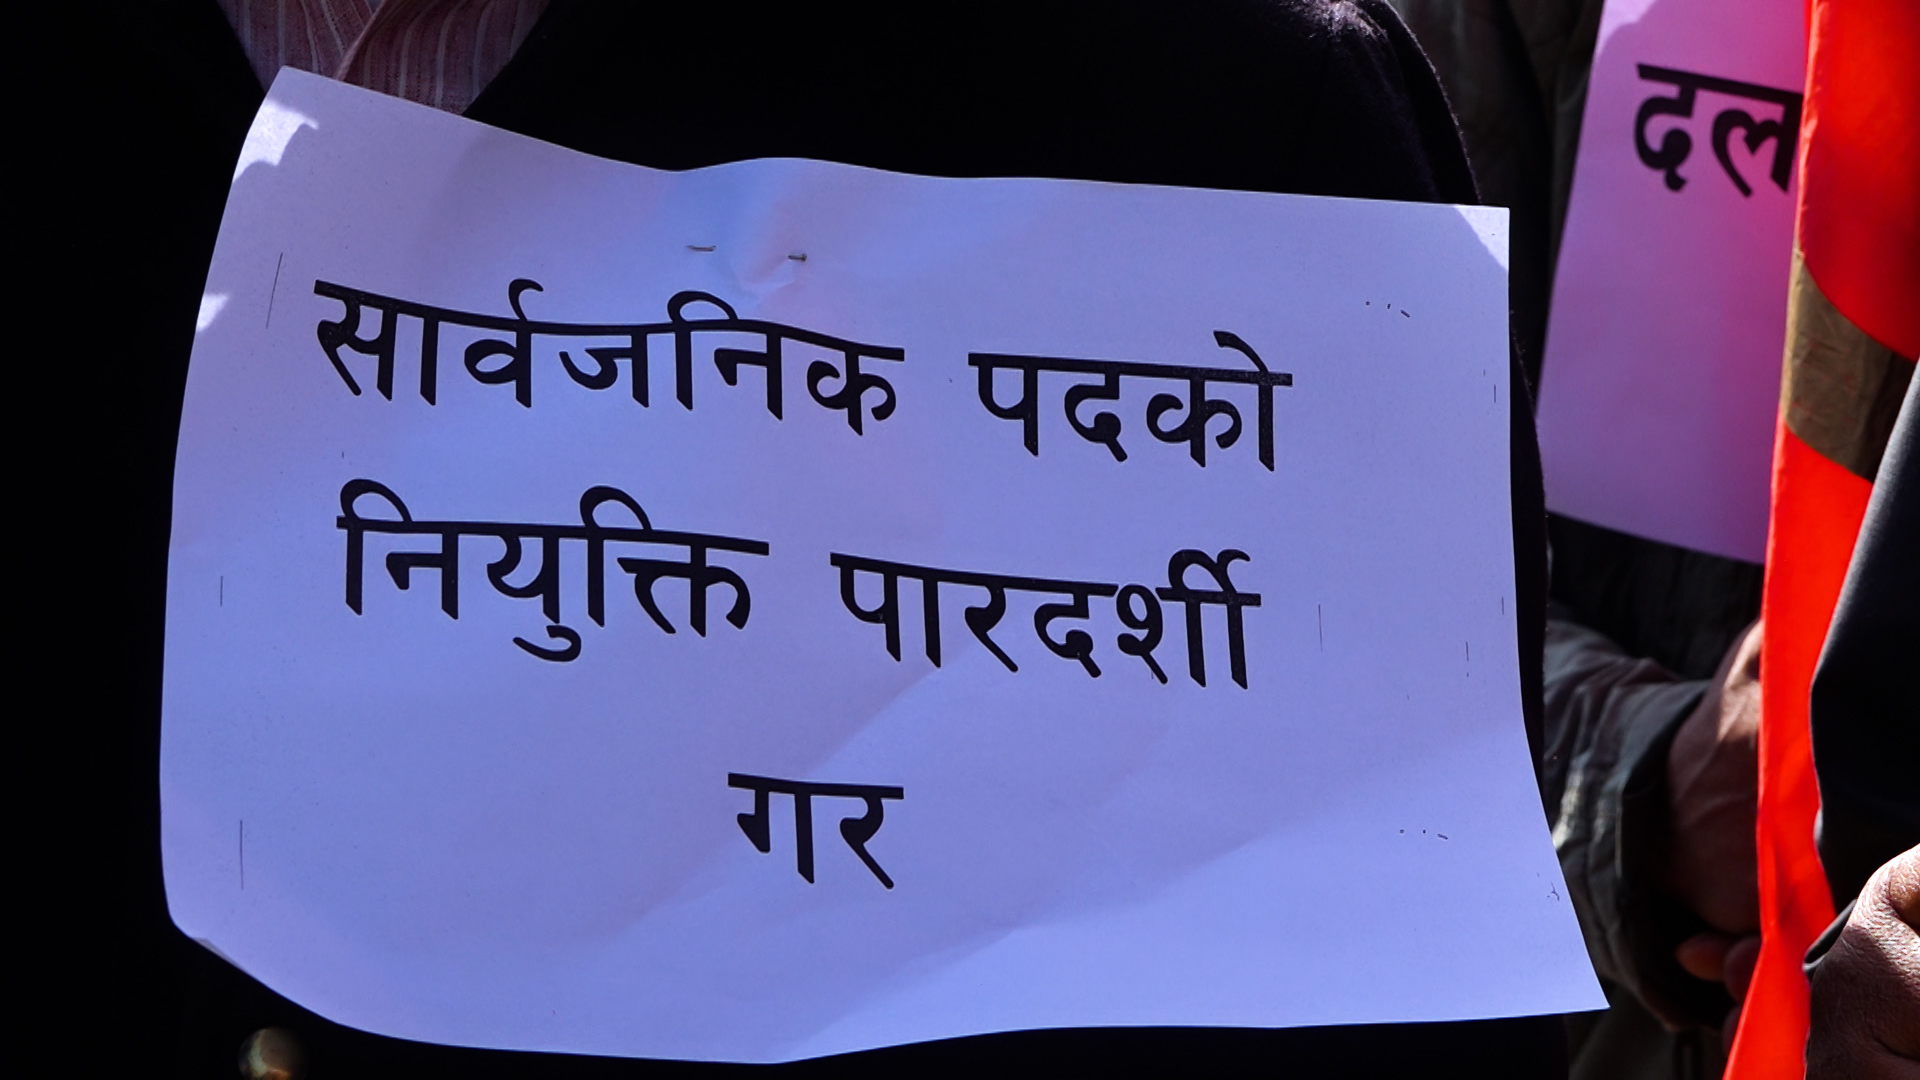 सार्वजनिक पदको
नियुक्ति पारदर्शी
गर
दल